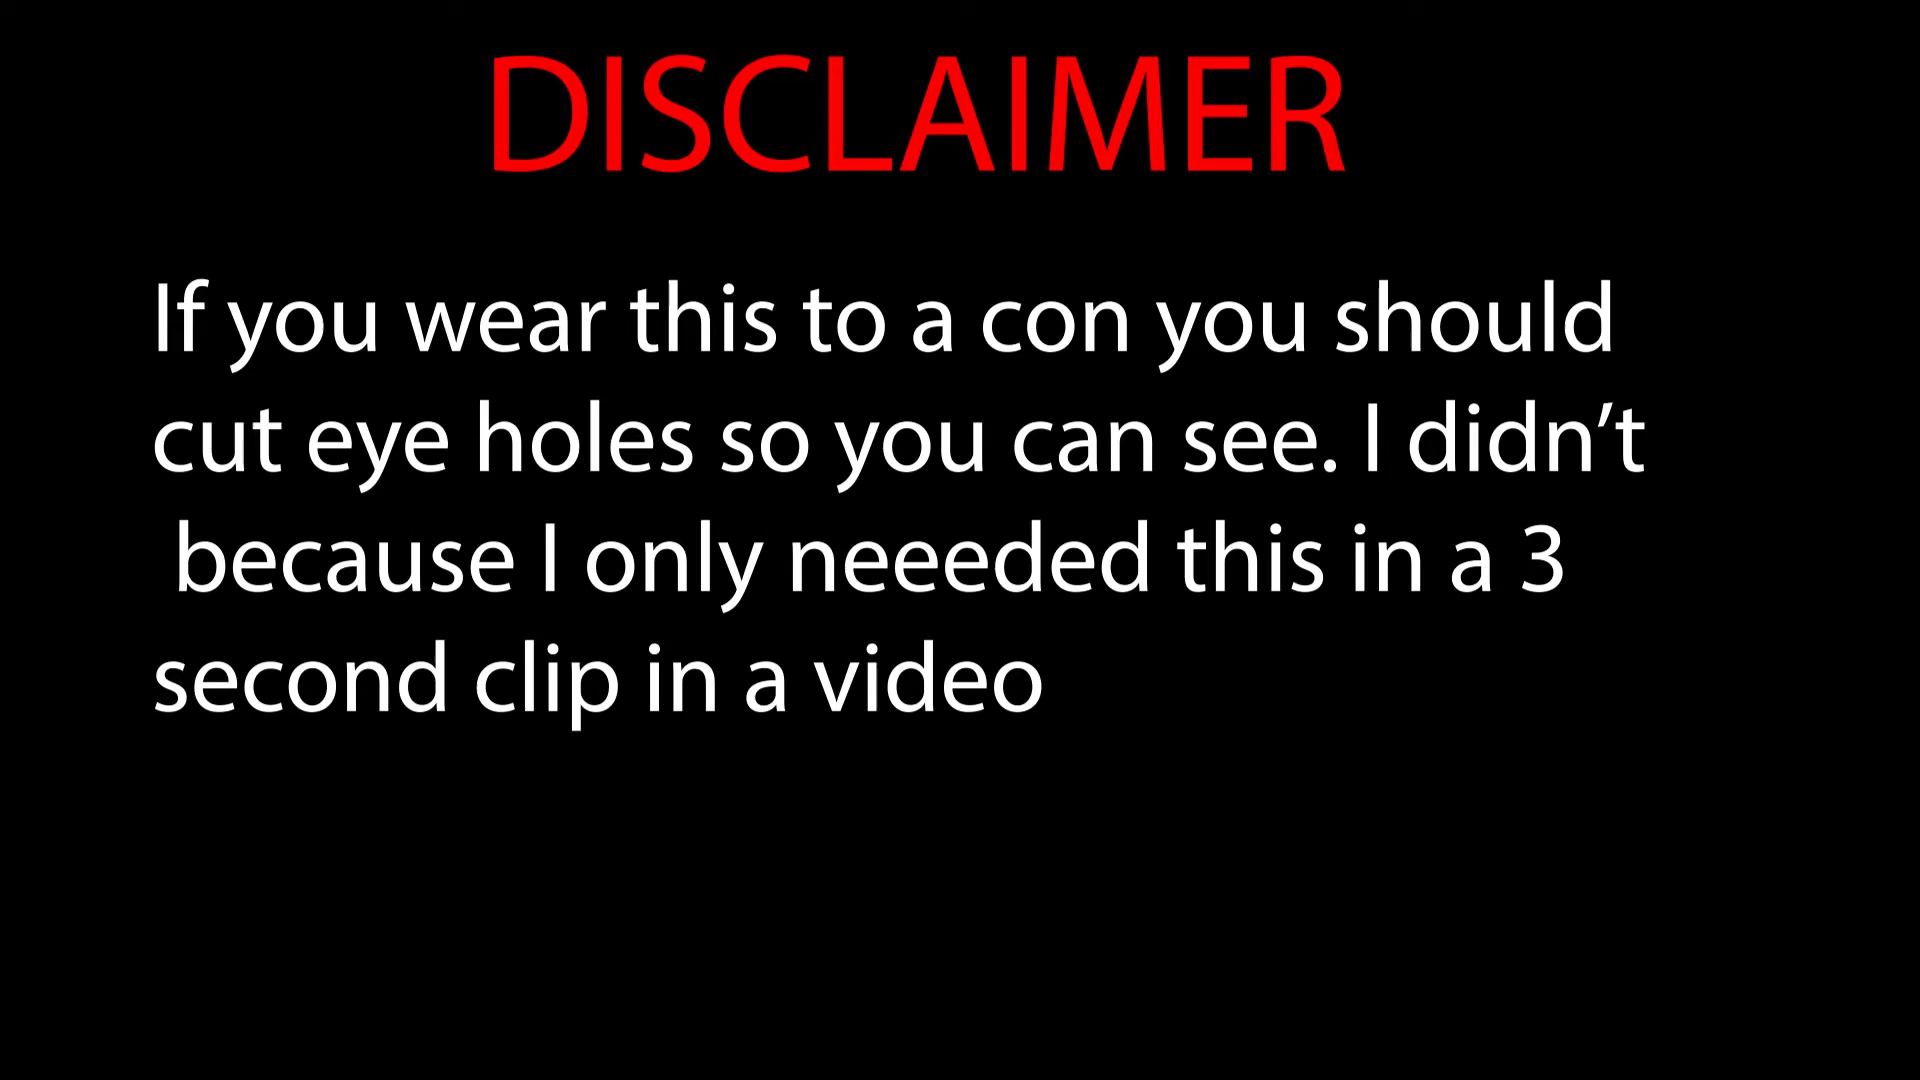 DISCLAIMER
If you wear this to a con you should
cut eye holes so you can see. I didn’t
because I only neeeded this in a 3
second clip in a video